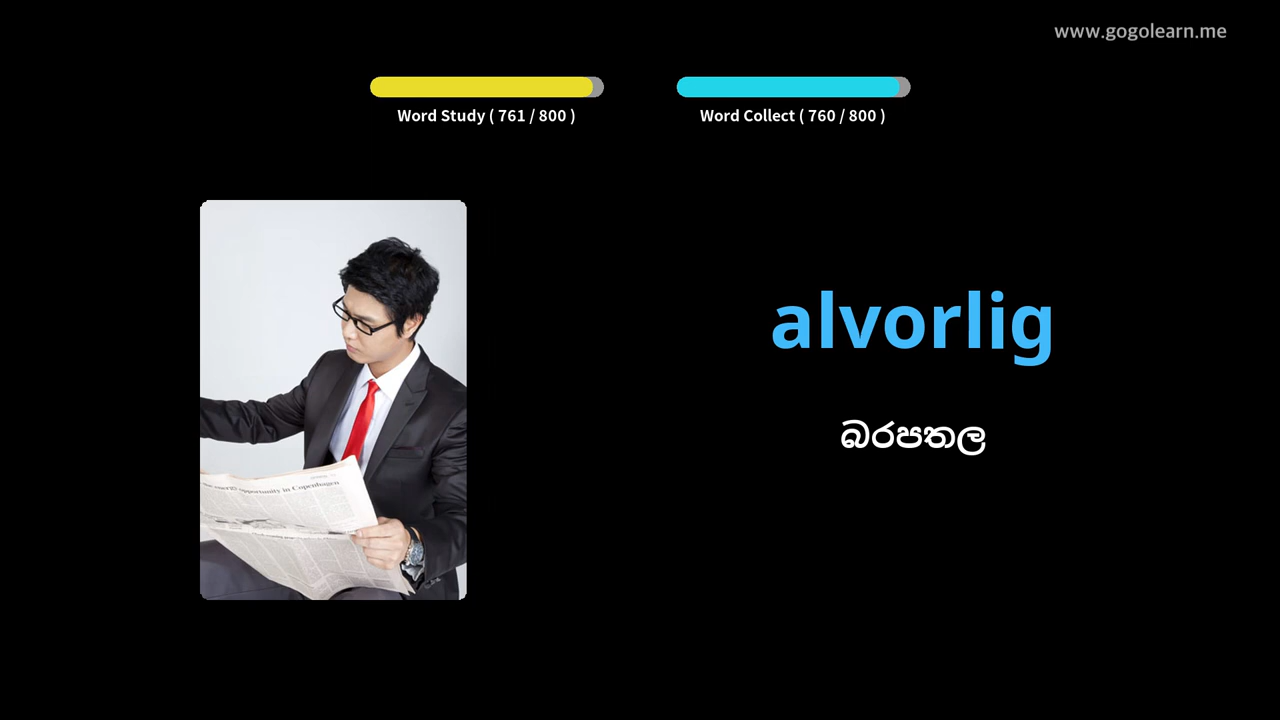 www.gogolearn.me
Word Study ( 761 / 800 )
Word Collect ( 760 / 800 )
alvorlig
බරපතල
opportunity in Copenhagen